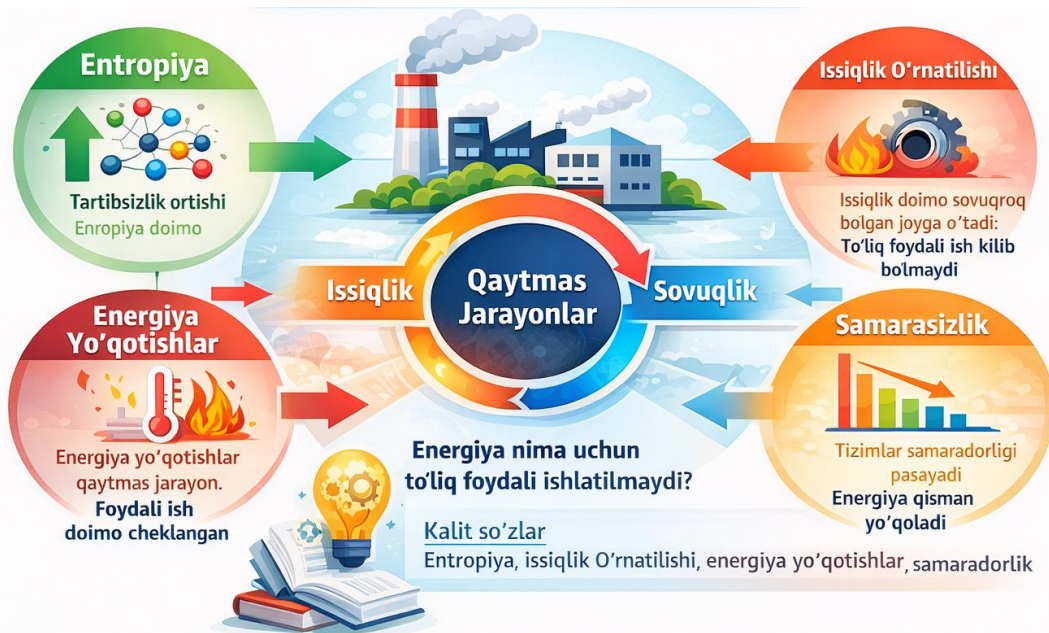 Entropiya
Tartibsizlik ortishi
Enropiya doimo
Issiqlik O'rnatilishi
Issiqlik doimo sovuqroq
bo'lgan joyga o'tadi:
To'liq foydali ish kilib
bo'lmaydi
Issiqlik
Qaytmas
Jarayonlar
Sovuqlik
Energiya
Yo'qotishlar
Energiya yo'qotishlar
qaytmas jarayon.
Foydali ish
doimo cheklangan
Samarasizlik
Tizimlar samaradorligi
pasayadi
Energiya qisman
yo'qoladi
Energiya nima uchun
to'liq foydali ishlatilmaydi?
Kalit so'zlar
Entropiya, issiqlik O'rnatilishi, energiya yo'qotishlar, samaradorlik